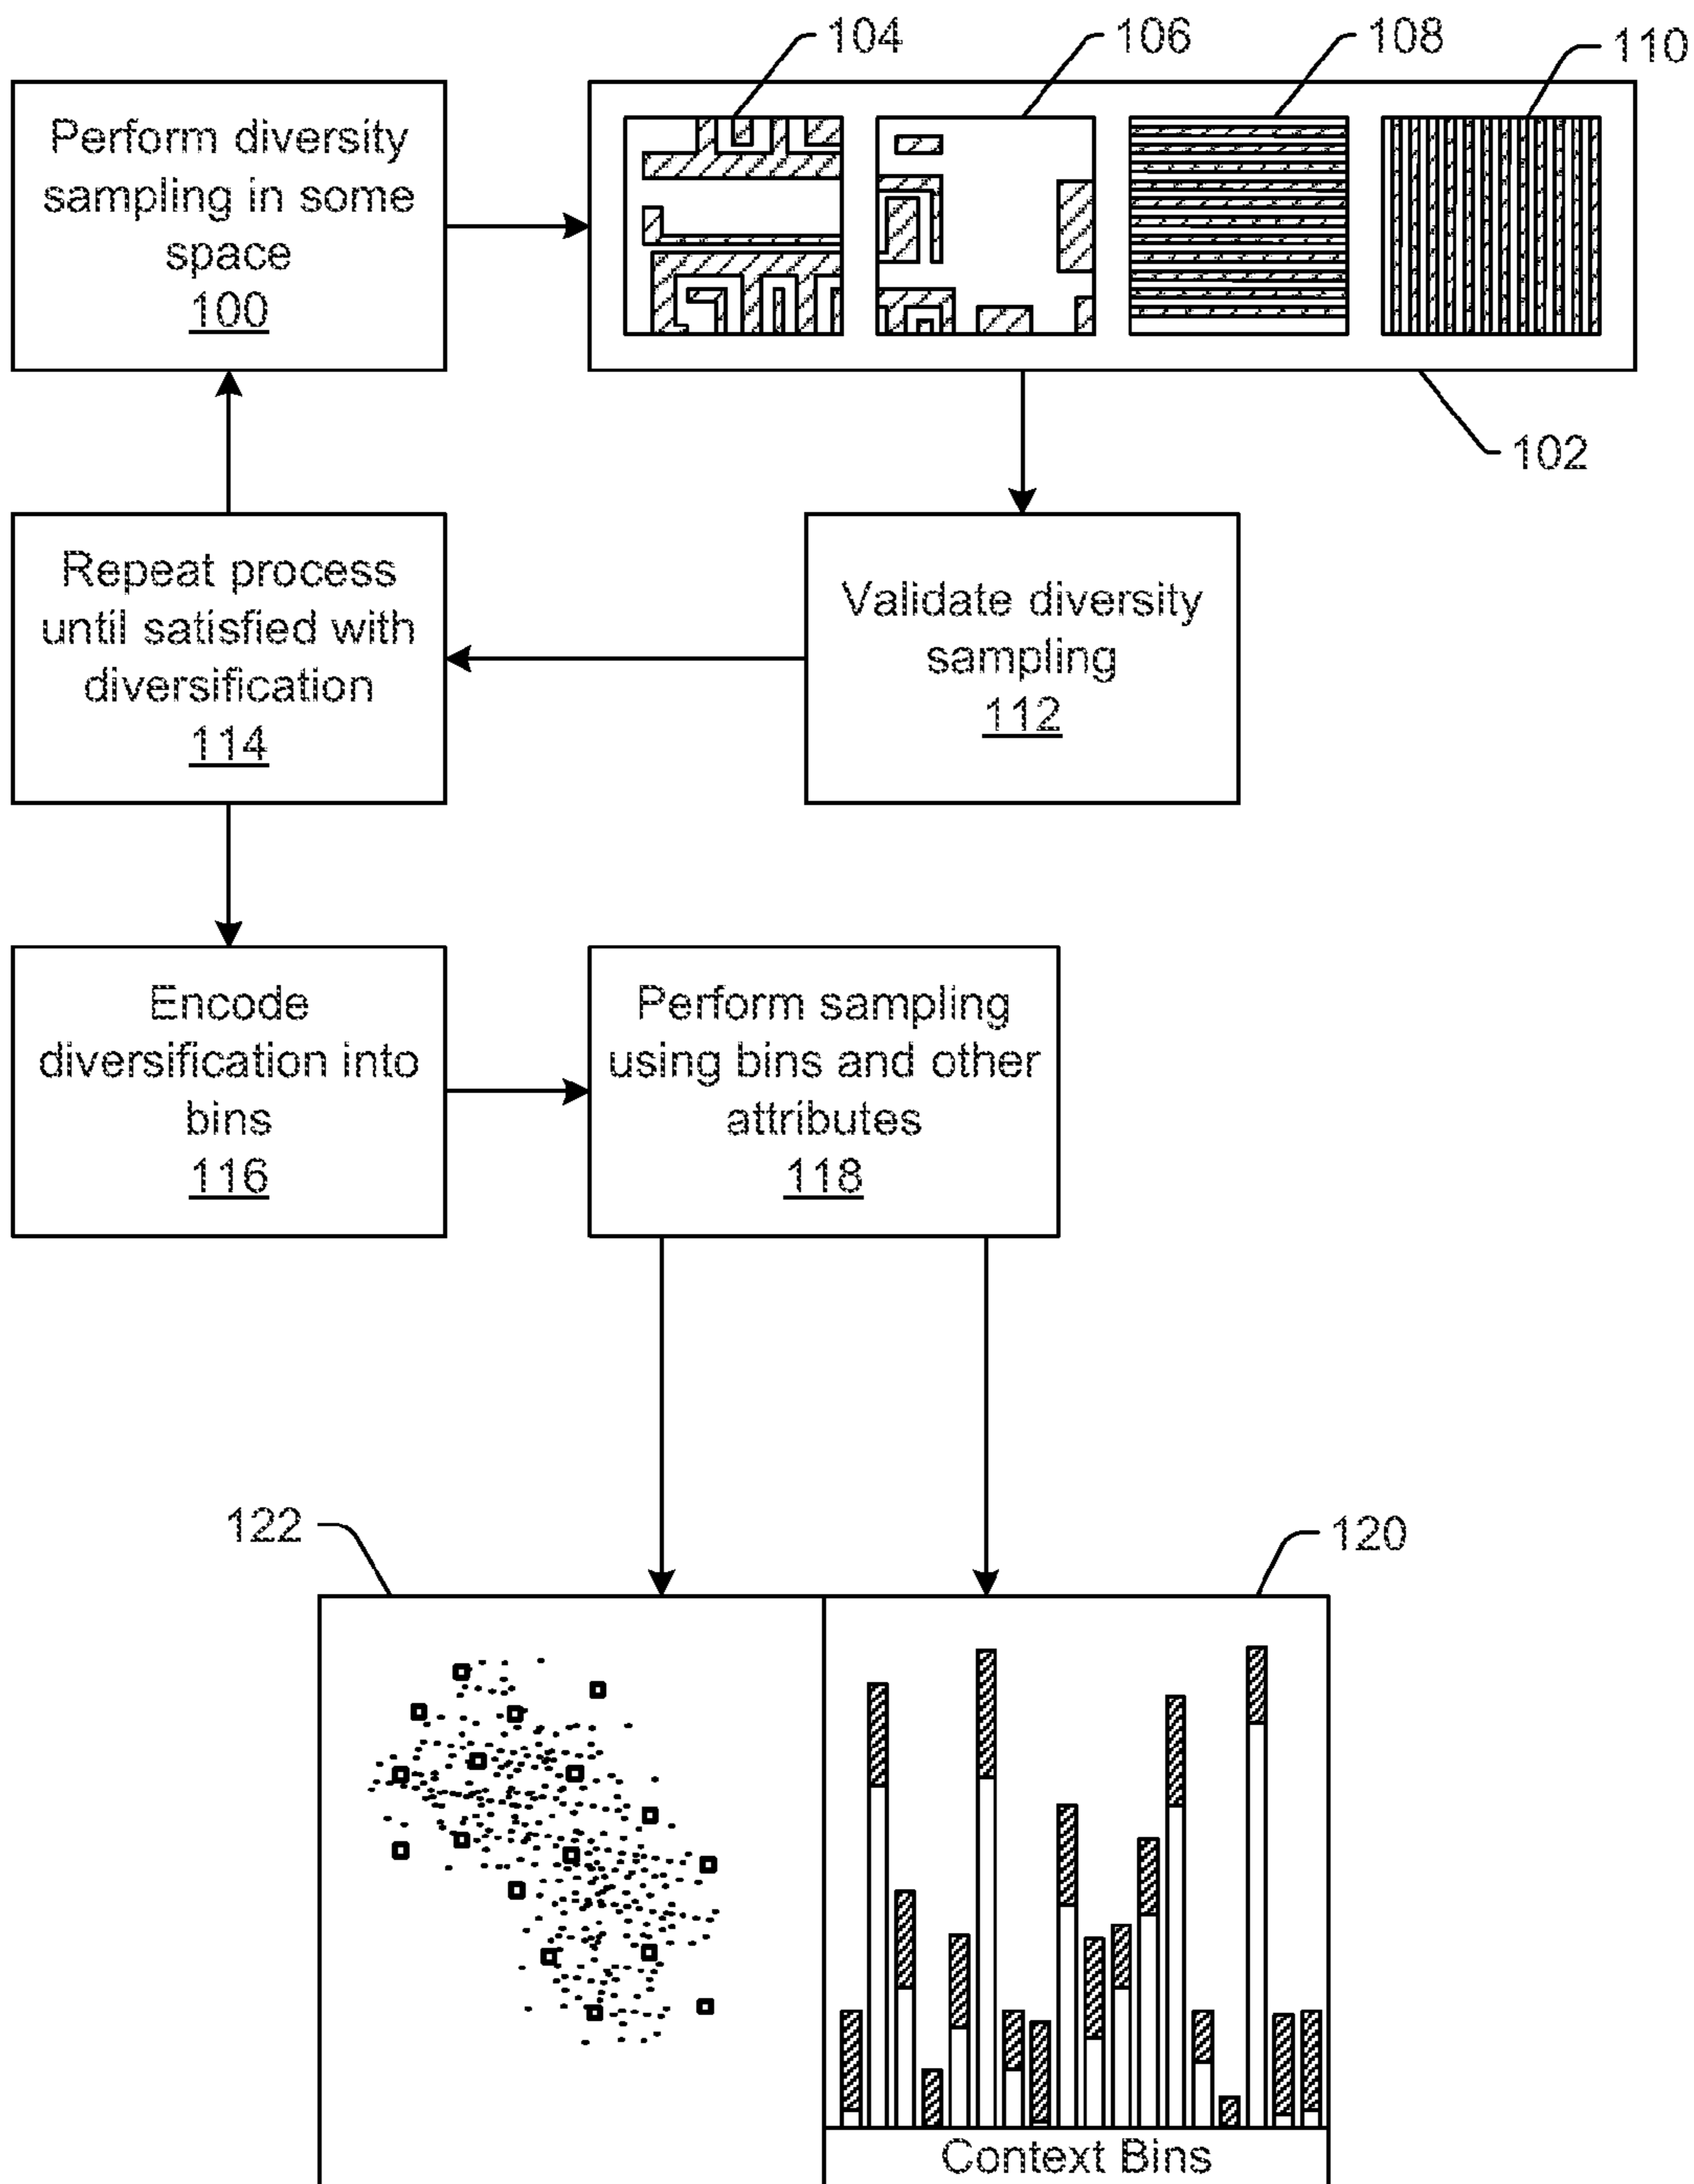 104
106
108
110
Perform diversity
sampling in some
space
100
102
Repeat process
until satisfied with
diversification
114
Validate diversity
sampling
112
Encode
diversification into
bins
116
Perform sampling
using bins and other
attributes
118
122
120
Context Bins